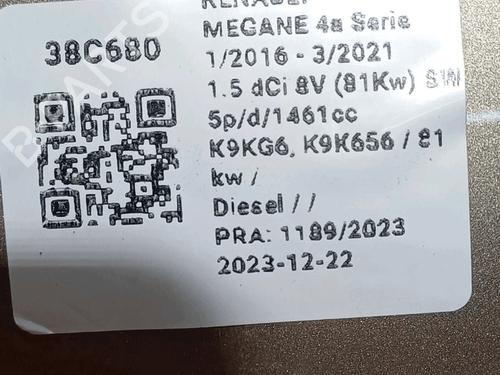 38C680
MEGANE 4a Serie
1/2016 - 3/2021
1.5 dCi 8V (81Kw) SW
5p/d/1461cc
K9KG6, K9K656 / 81
kw /
Diesel / /
PRA: 1189/2023
2023-12-22